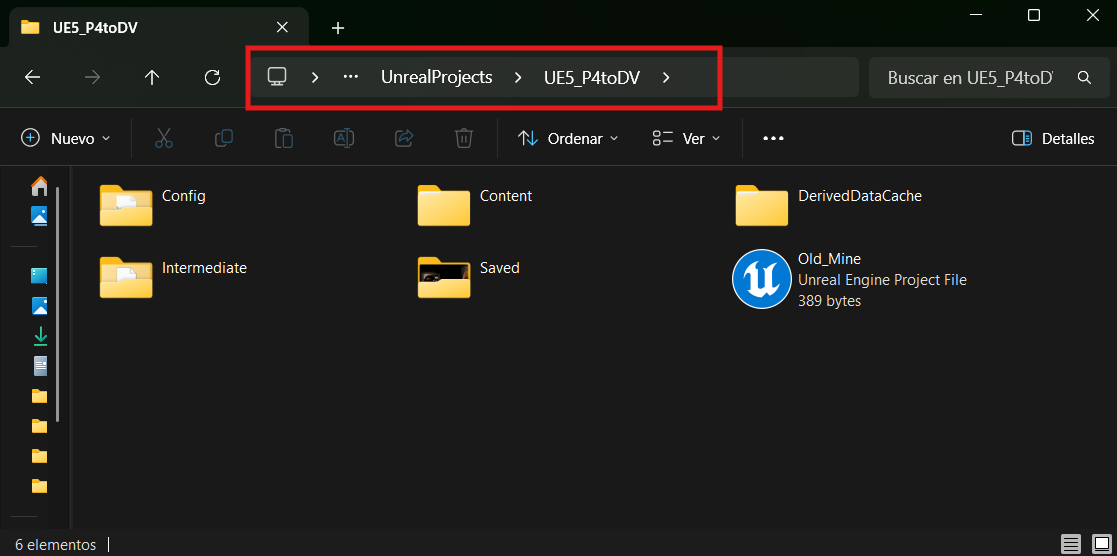 UE5_P4toDV
UnrealProjects UE5_P4toDV
Buscar en UE5_P4toD
Nuevo Ordenar Ver Detalles
Config Content DerivedDataCache
Intermediate Saved Old_Mine
Unreal Engine Project File
389 bytes
6 elementos